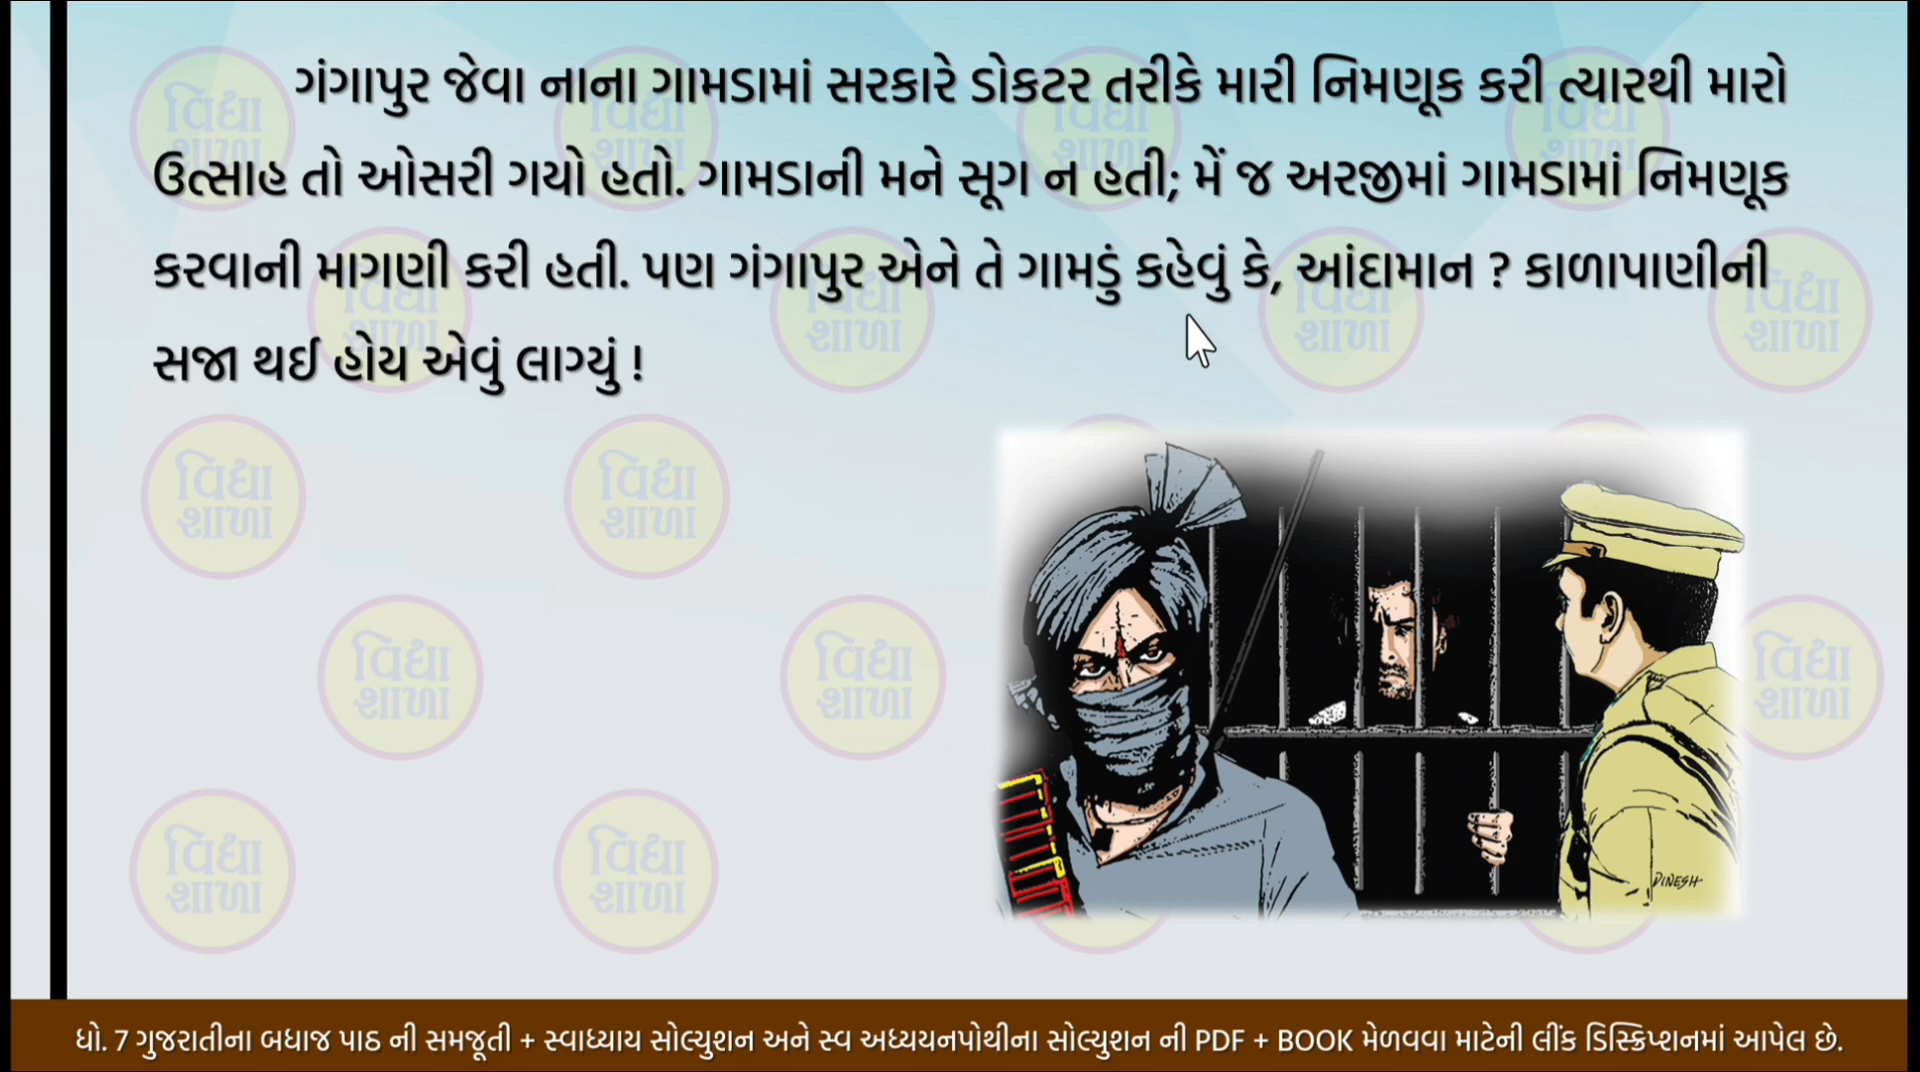 ગંગાપુર જેવા નાના ગામડામાં સરકારે ડોકટર તરીકે મારી નિમણૂક કરી ત્યારથી મારો
ઉત્સાહ તો ઓસરી ગયો હતો. ગામડાની મને સૂગ ન હતી; મેં જ અરજીમાં ગામડામાં નિમણૂક
કરવાની માગણી કરી હતી. પણ ગંગાપુર એને તે ગામડું કહેવું કે, આંદામાન ? કાળાપાણીની
સજા થઈ હોય એવું લાગ્યું !
વિદ્યા
શાળા
DINESH
ધો. 7 ગુજરાતીના બધાજ પાઠ ની સમજૂતી + સ્વાધ્યાય સોલ્યુશન અને સ્વ અધ્યયનપોથીના સોલ્યુશન ની PDF + BOOK મેળવવા માટેની લીંક ડિસ્ક્રિપ્શનમાં આપેલ છે.